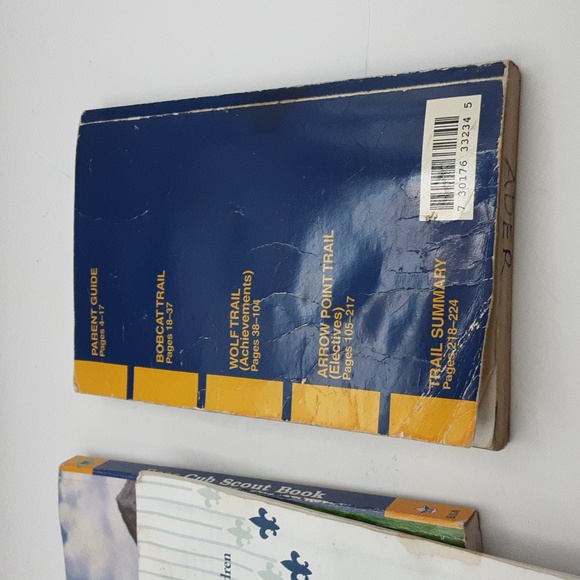 PARENT GUIDE
Pages 4–17
BOBCAT TRAIL
Pages 18–37
WOLF TRAIL
(Achievements)
Pages 38–104
ARROW POINT TRAIL
(Electives)
Pages 105–217
TRAIL SUMMARY
Pages 218–224
7 30176 33234 5
Cub Scout Book
dren